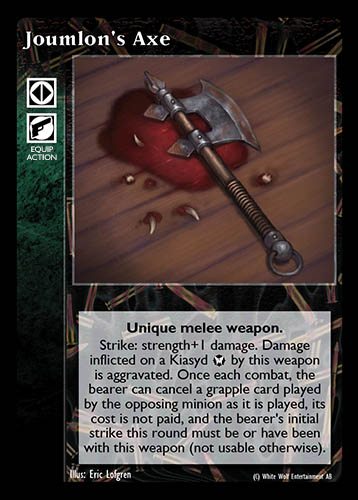 Joumlon's Axe
EQUIP
ACTION
Unique melee weapon.
Strike: strength+1 damage. Damage
inflicted on a Kiasyd by this weapon
is aggravated. Once each combat, the
bearer can cancel a grapple card played
by the opposing minion as it is played, its
cost is not paid, and the bearer's initial
strike this round must be or have been
with this weapon (not usable otherwise).
Illus: Eric Lofgren
(C) White Wolf Entertainment AB